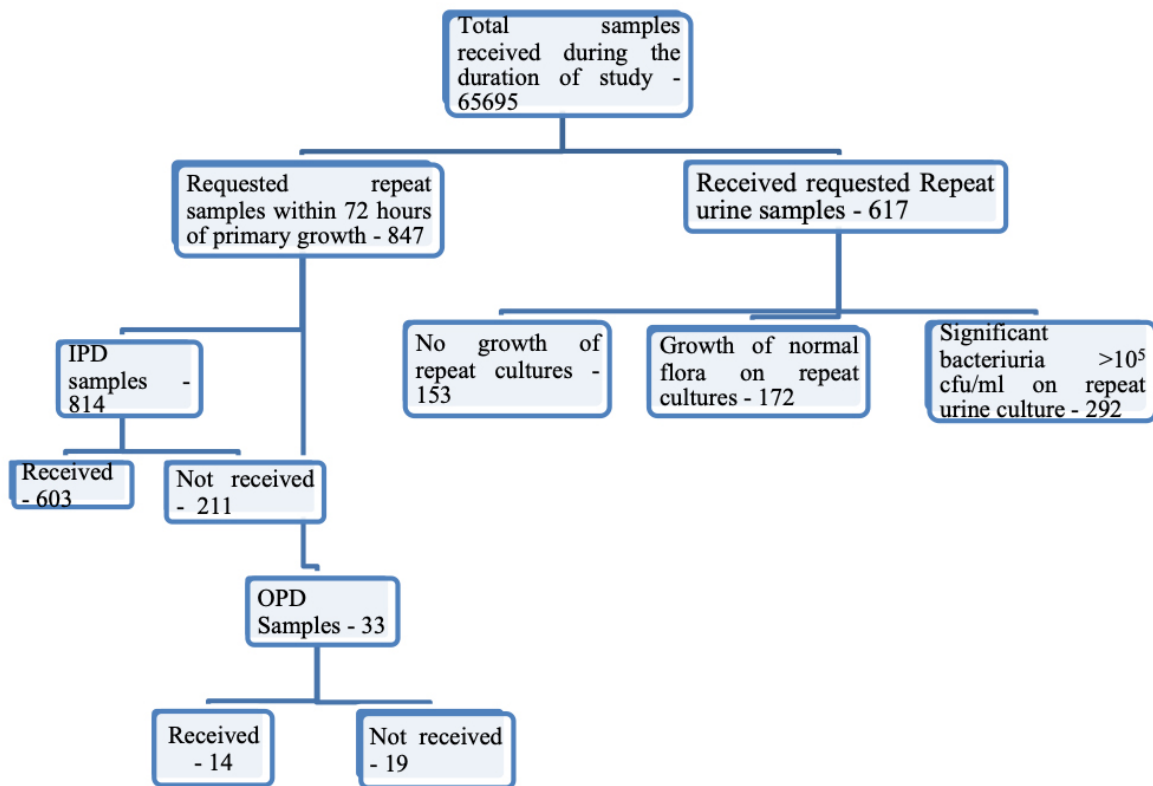 Total samples
received during the
duration of study -
65695
Requested repeat
samples within 72 hours
of primary growth - 847
Received requested Repeat
urine samples - 617
IPD
samples -
814
No growth of
repeat cultures -
153
Growth of normal
flora on repeat
cultures - 172
Significant
bacteriuria >10⁵
cfu/ml on repeat
urine culture - 292
Received
- 603
Not received
- 211
OPD
Samples - 33
Received
- 14
Not received
- 19